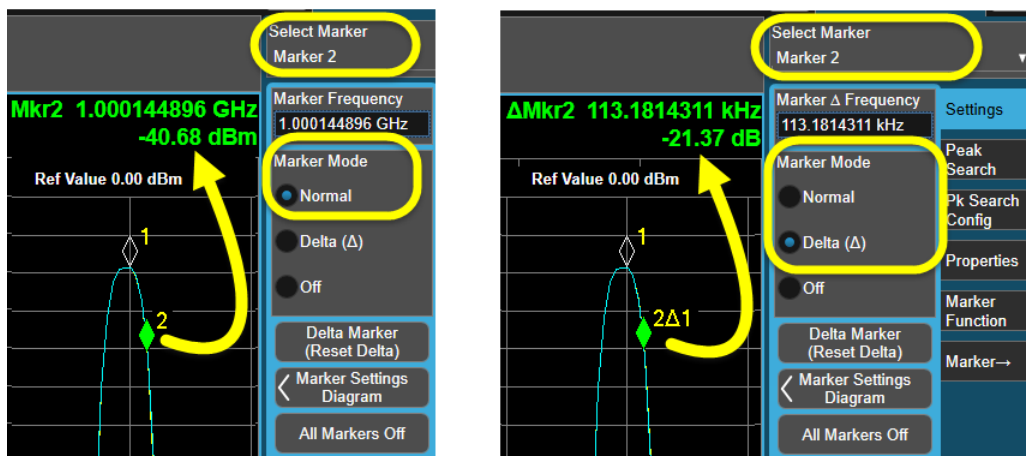 Select Marker
Marker 2
Mkr2 1.000144896 GHz
-40.68 dBm
Marker Frequency
1.000144896 GHz
Marker Mode
Ref Value 0.00 dBm
Normal
1
Delta (Δ)
Off
2
Delta Marker
(Reset Delta)
Marker Settings
Diagram
All Markers Off
Select Marker
Marker 2
ΔMkr2 113.1814311 kHz
-21.37 dB
Marker Δ Frequency
113.1814311 kHz
Settings
Marker Mode
Peak
Search
Ref Value 0.00 dBm
Normal
Pk Search
Config
1
Delta (Δ)
Properties
Off
2Δ1
Marker
Function
Delta Marker
(Reset Delta)
Marker→
Marker Settings
Diagram
All Markers Off